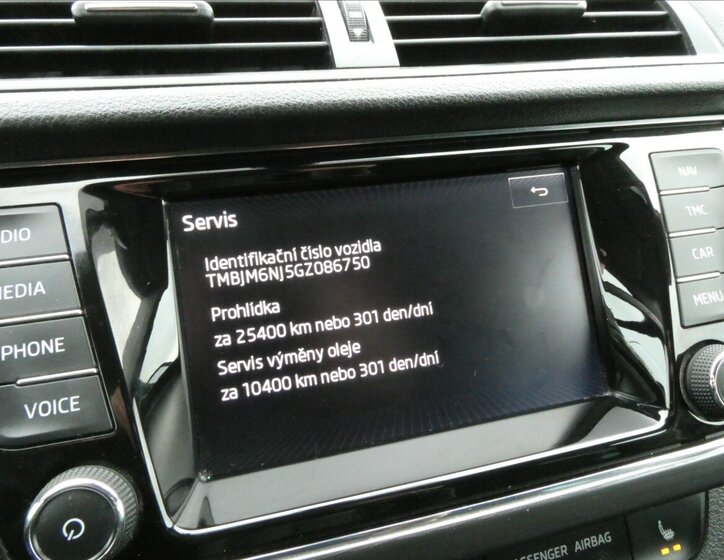 Servis
Identifikační číslo vozidla
TMBJM6NJ5GZ086750
Prohlídka
za 25400 km nebo 301 den/dní
Servis výměny oleje
za 10400 km nebo 301 den/dní
DIO
MEDIA
PHONE
VOICE
NAV
TMC
CAR
MENU
AIRBAG